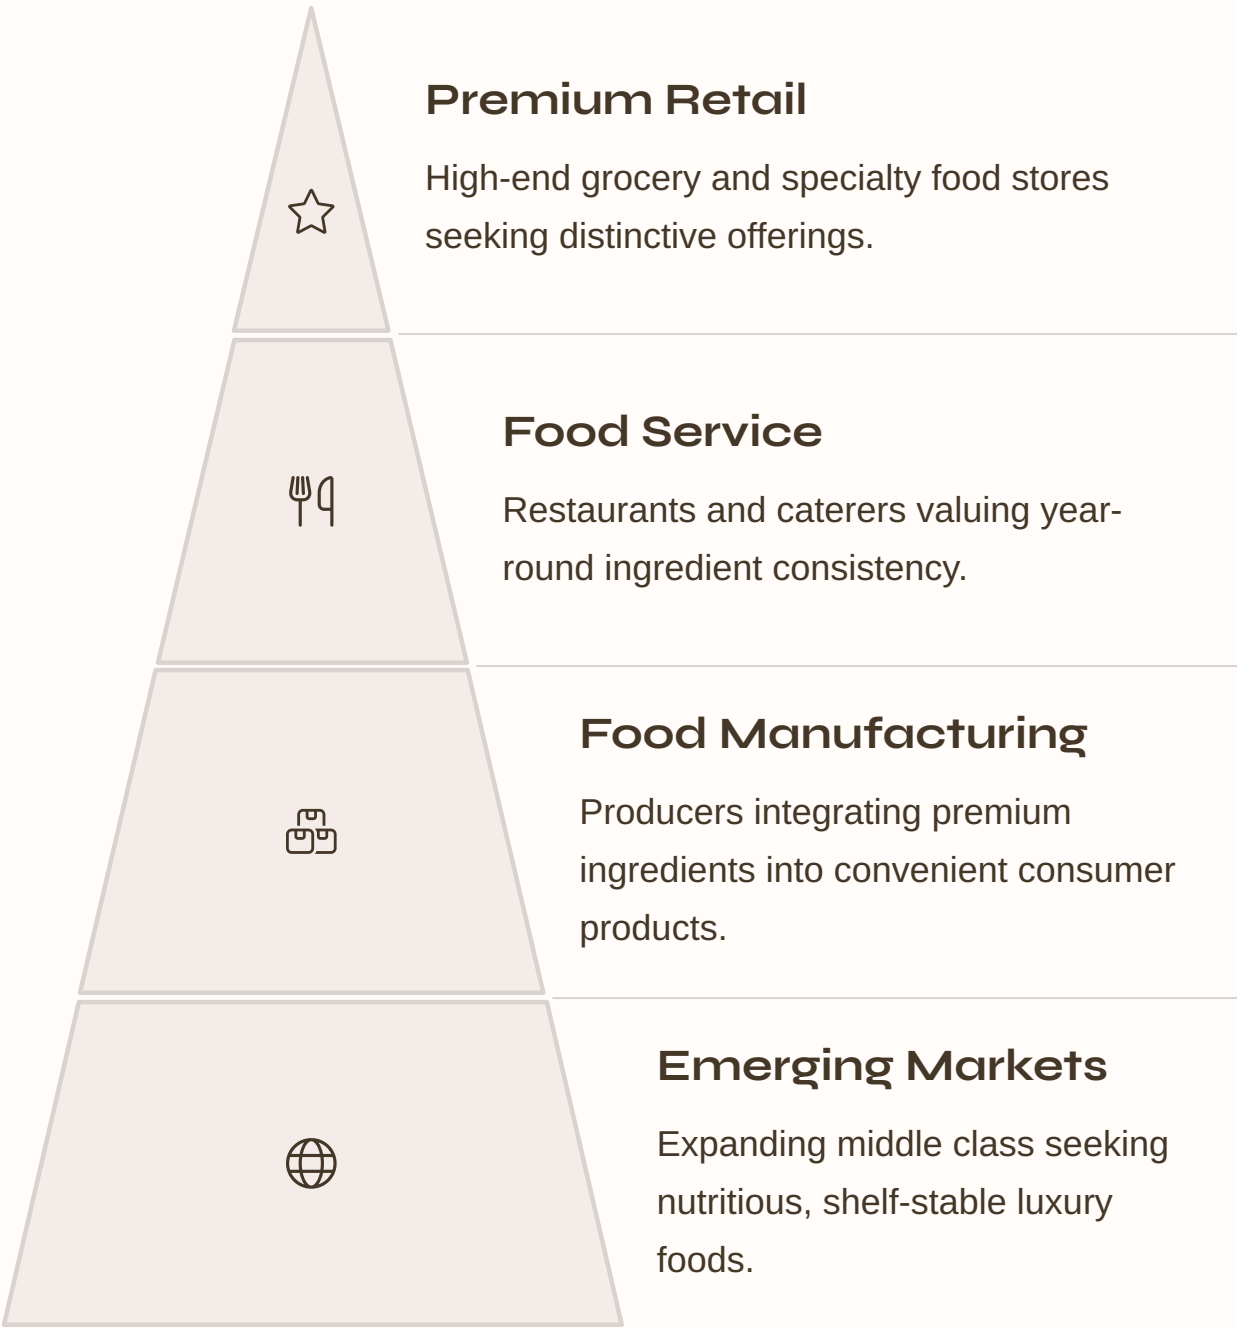 Premium Retail
High-end grocery and specialty food stores
seeking distinctive offerings.
Food Service
Restaurants and caterers valuing year-
round ingredient consistency.
Food Manufacturing
Producers integrating premium
ingredients into convenient consumer
products.
Emerging Markets
Expanding middle class seeking
nutritious, shelf-stable luxury
foods.